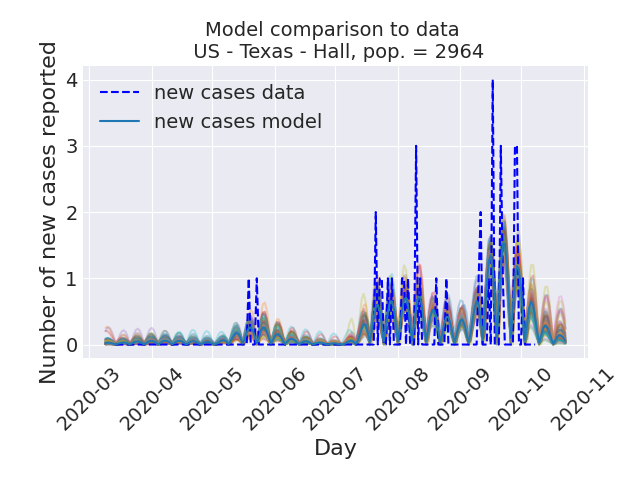 Model comparison to data
US - Texas - Hall, pop. = 2964
Number of new cases reported
4
3
2
1
0
new cases data
new cases model
2020-03
2020-04
2020-05
2020-06
2020-07
2020-08
2020-09
2020-10
2020-11
Day